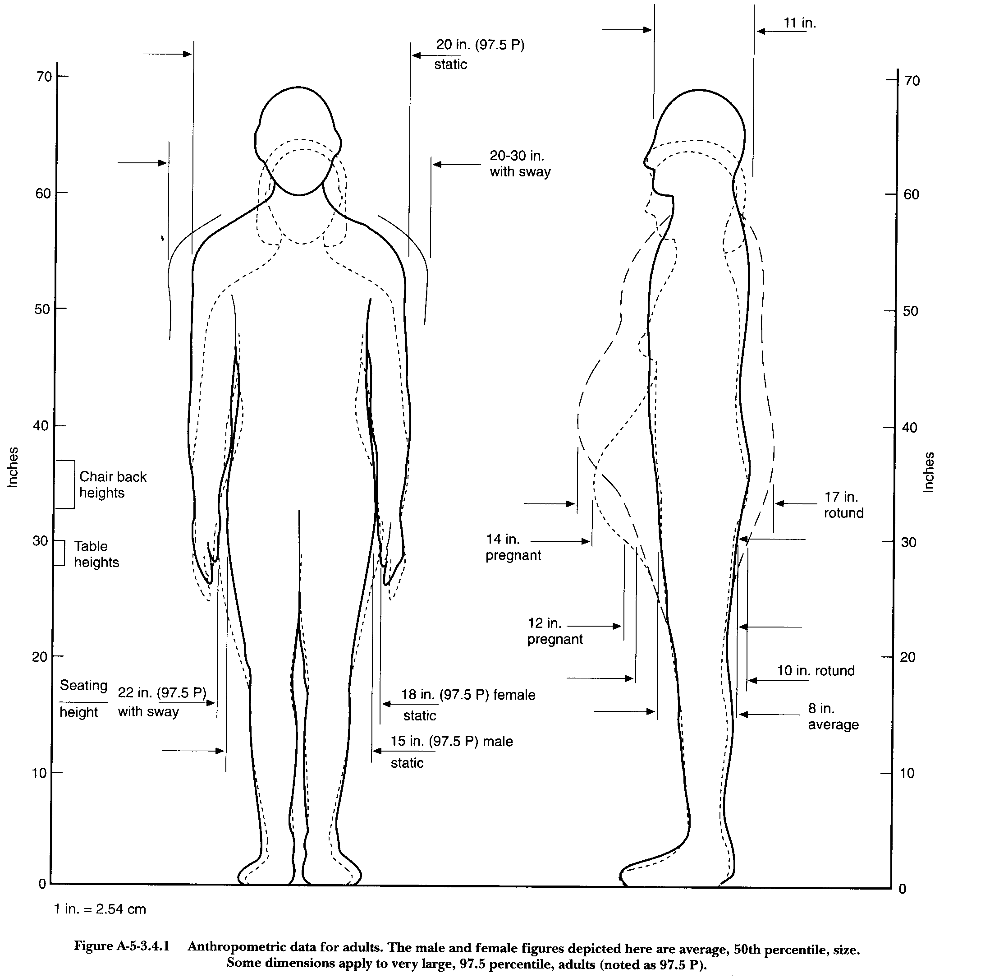 11 in.
20 in. (97.5 P)
static
70
70
20-30 in.
with sway
60
60
50
50
40
40
Inches
Inches
Chair back
heights
17 in.
rotund
30
Table
heights
14 in.
pregnant
30
12 in.
pregnant
20
20
10 in. rotund
Seating
height
22 in. (97.5 P)
with sway
18 in. (97.5 P) female
static
8 in.
average
15 in. (97.5 P) male
static
10
10
0
0
1 in. = 2.54 cm
Figure A-5-3.4.1 Anthropometric data for adults. The male and female figures depicted here are average, 50th percentile, size.
Some dimensions apply to very large, 97.5 percentile, adults (noted as 97.5 P).